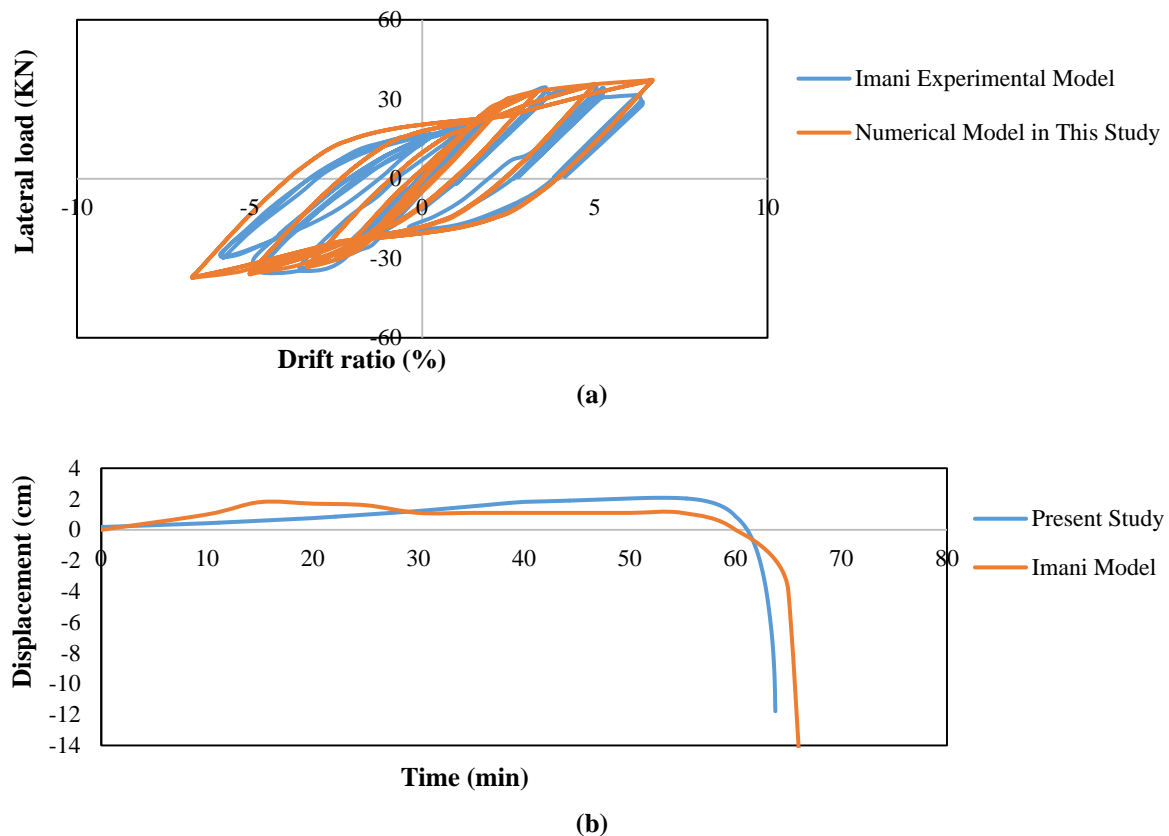 60
30
0
-30
-60
-10
-5
0
5
10
Lateral load (KN)
Drift ratio (%)
Imani Experimental Model
Numerical Model in This Study
(a)
4
2
0
-2
-4
-6
-8
-10
-12
-14
0 10 20 30 40 50 60 70 80
Displacement (cm)
Time (min)
Present Study
Imani Model
(b)